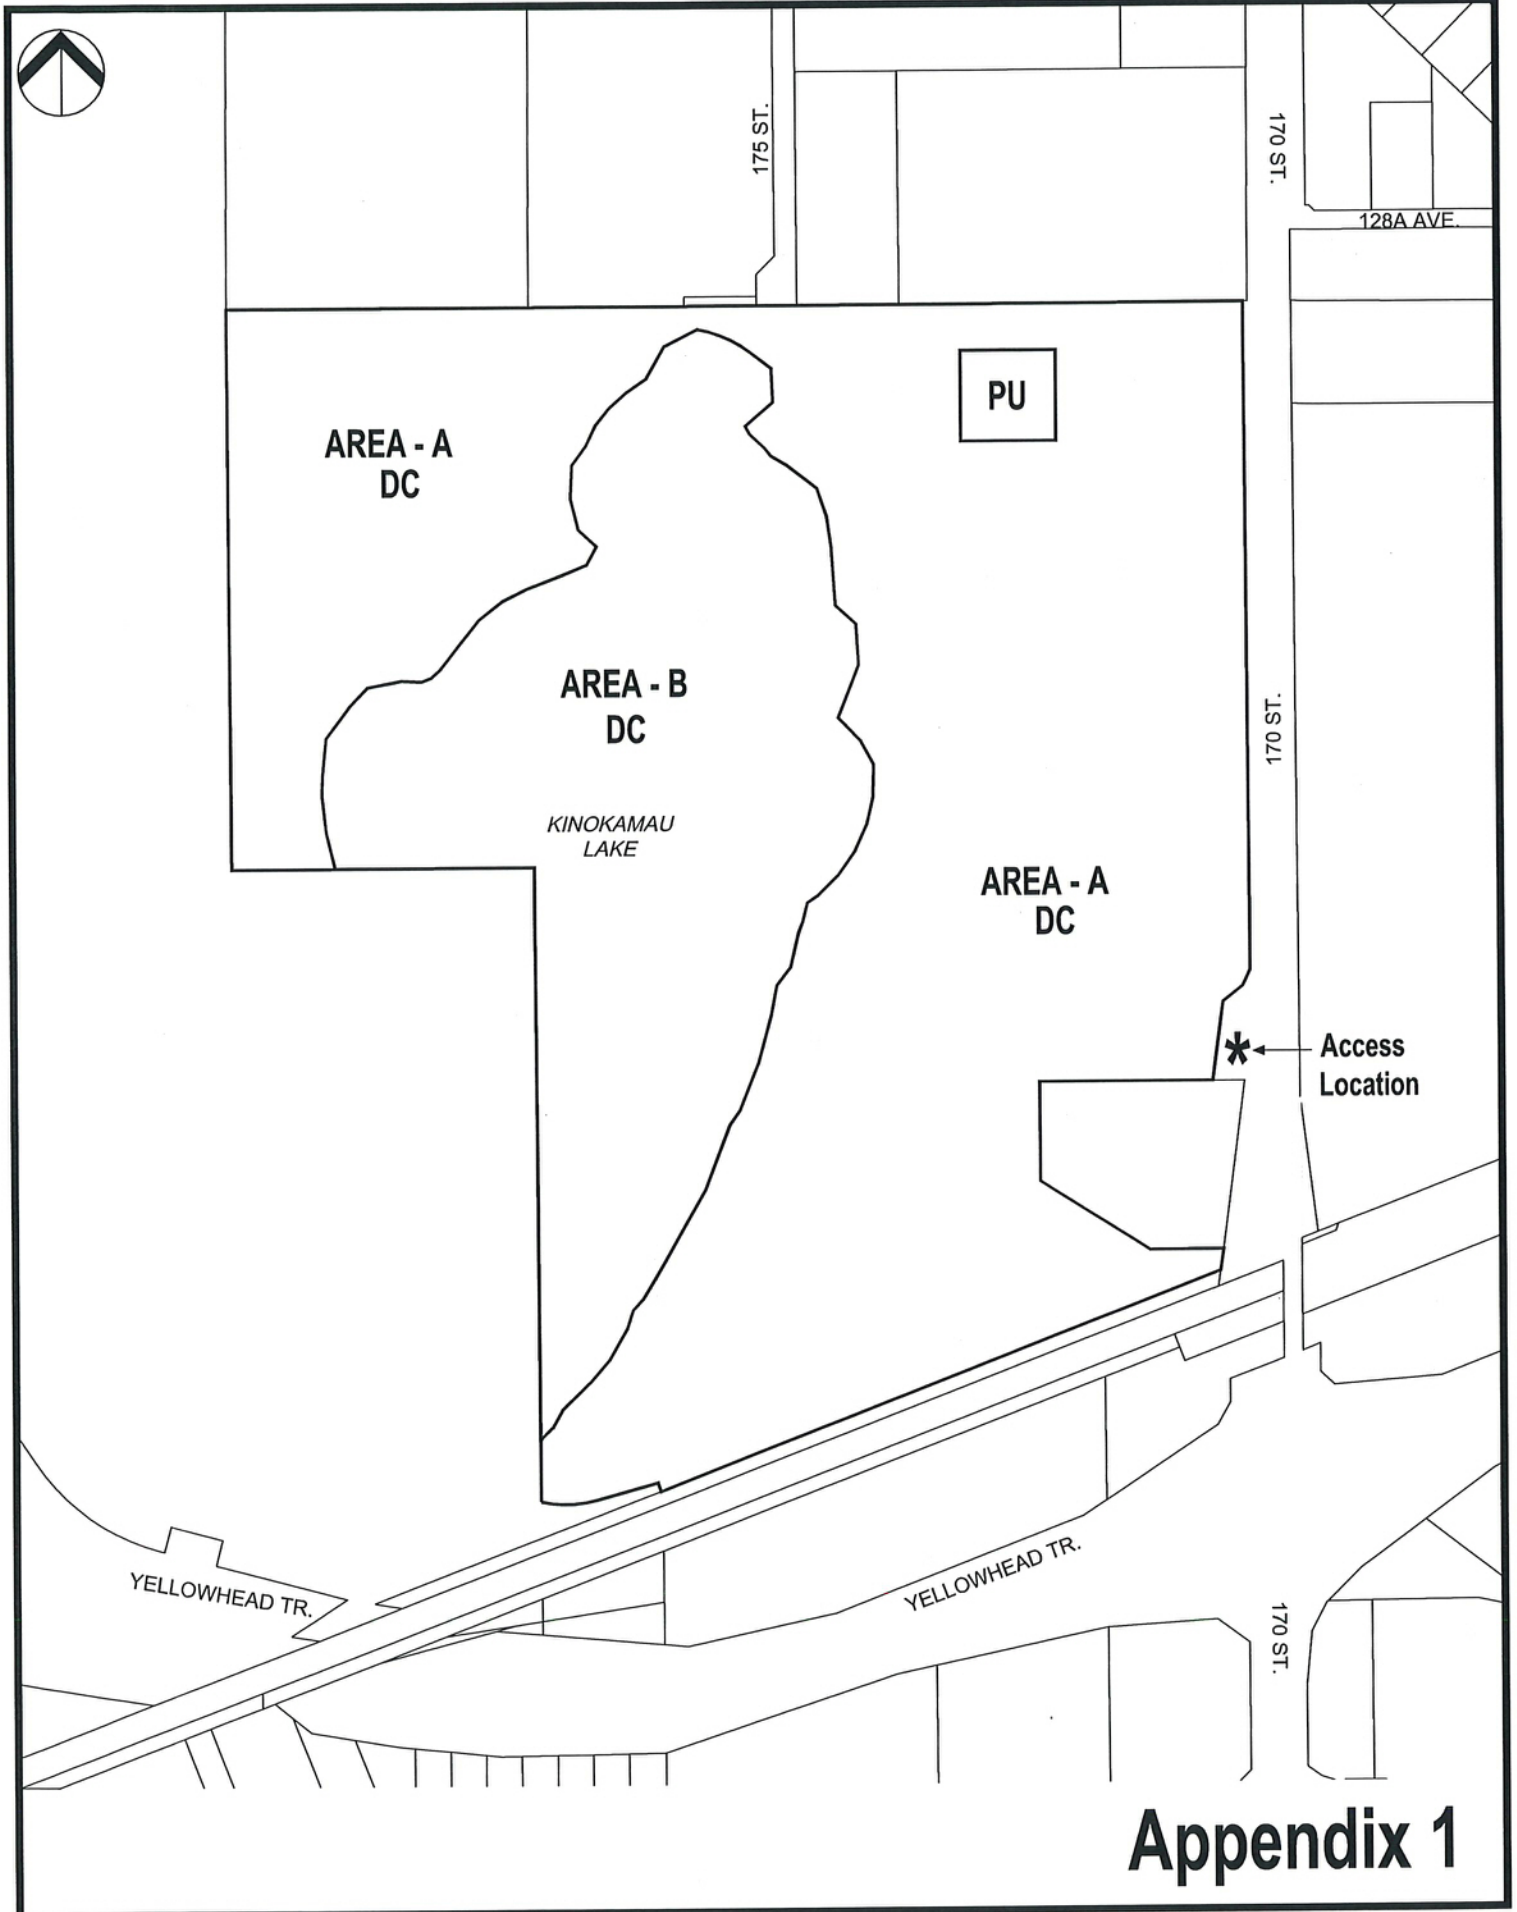 175 ST.
170 ST.
128A AVE.
PU
AREA - A
DC
AREA - B
DC
170 ST.
KINOKAMAU
LAKE
AREA - A
DC
*
Access
Location
YELLOWHEAD TR.
YELLOWHEAD TR.
170 ST.
Appendix 1